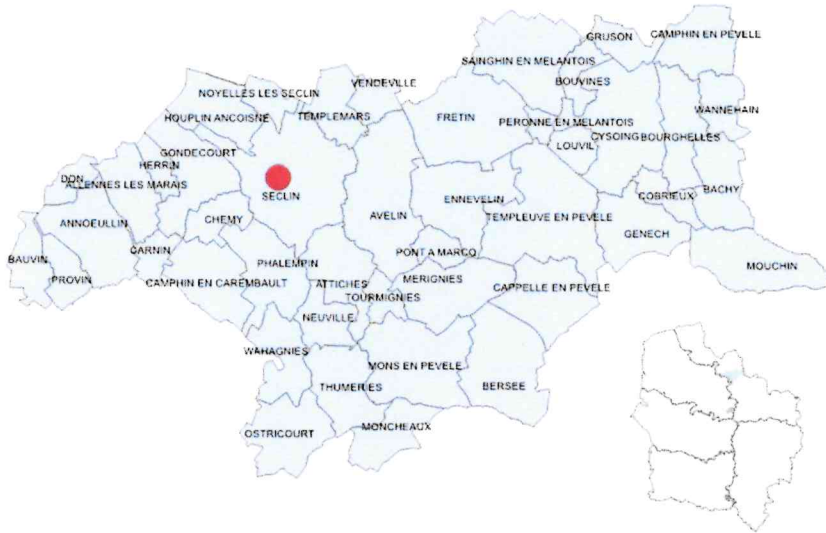 GRUSON
CAMPHIN EN PEVELE
SAINGHIN EN MELANTOIS
BOUVINES
VENDEVILLE
NOYELLES LES SECLIN
WANNEHAIN
HOUPLIN ANCOISNE
TEMPLEMARS
FRETIN
PERONNE EN MELANTOIS
CYSOING
BOURGHELLES
LOUVIL
GONDECOURT
HERRIN
DON
ALLENNES LES MARAIS
SECLIN
ENNEVELIN
COBRIEUX
BACHY
ANNOEULLIN
CHEMY
AVELIN
TEMPLEUVE EN PEVELE
GENECH
CARNIN
PONT A MARCQ
BAUVIN
PHALEMPIN
MOUCHIN
PROVIN
CAMPHIN EN CAREMBAULT
ATTICHES
MERIGNIES
CAPPELLE EN PEVELE
TOURMIGNIES
NEUVILLE
WAHAGNIES
MONS EN PEVELE
THUMERIES
BERSEE
OSTRICOURT
MONCHEAUX